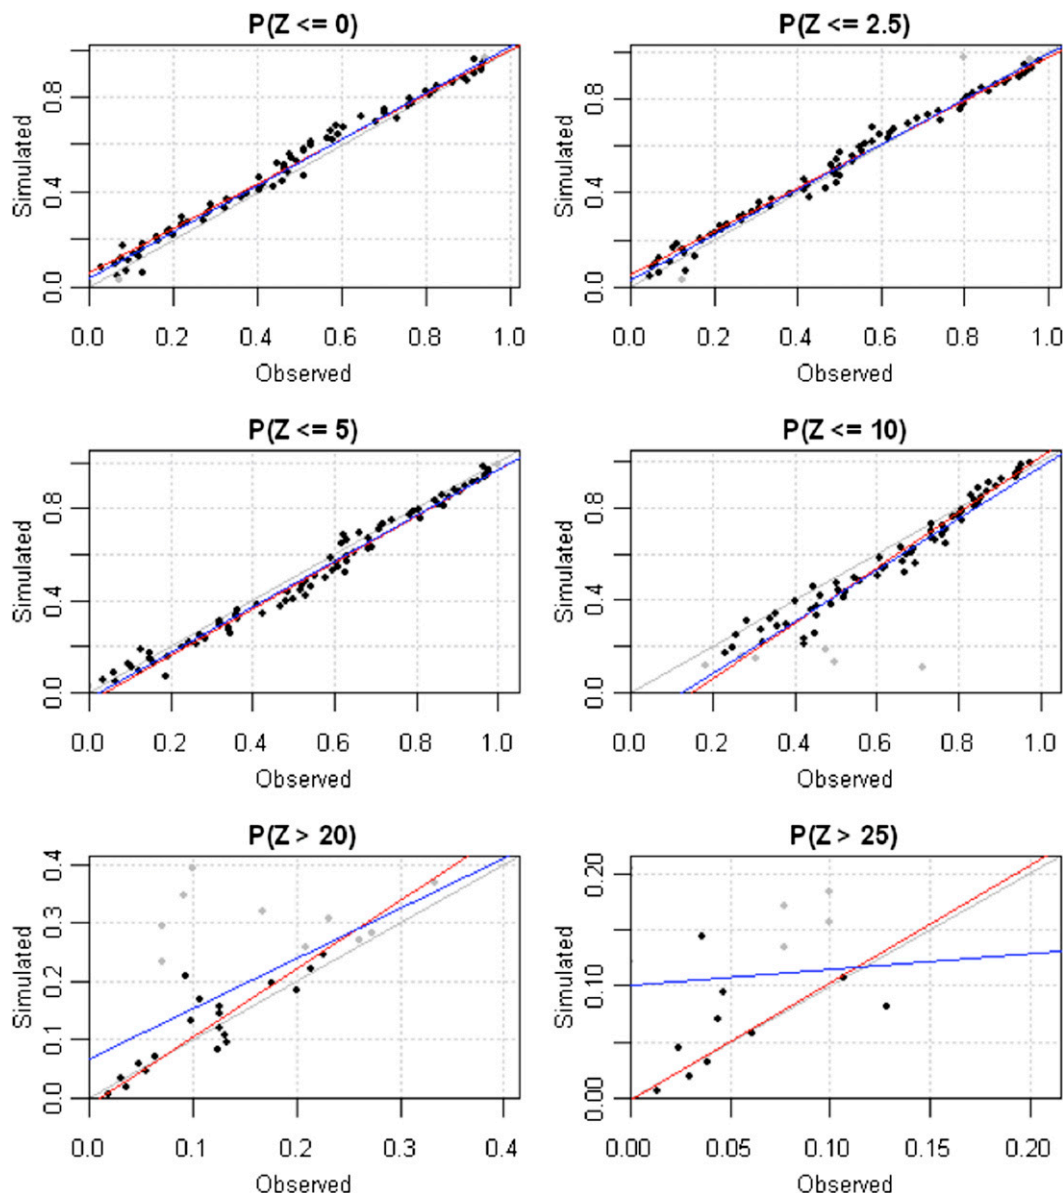 P(Z <= 0)
Simulated
0.0 0.4 0.8
0.0 0.2 0.4 0.6 0.8 1.0
Observed
P(Z <= 2.5)
Simulated
0.0 0.4 0.8
0.0 0.2 0.4 0.6 0.8 1.0
Observed
P(Z <= 5)
Simulated
0.0 0.4 0.8
0.0 0.2 0.4 0.6 0.8 1.0
Observed
P(Z <= 10)
Simulated
0.0 0.4 0.8
0.0 0.2 0.4 0.6 0.8 1.0
Observed
P(Z > 20)
Simulated
0.0 0.1 0.2 0.3 0.4
0.0 0.1 0.2 0.3 0.4
Observed
P(Z > 25)
Simulated
0.00 0.10 0.20
0.00 0.05 0.10 0.15 0.20
Observed